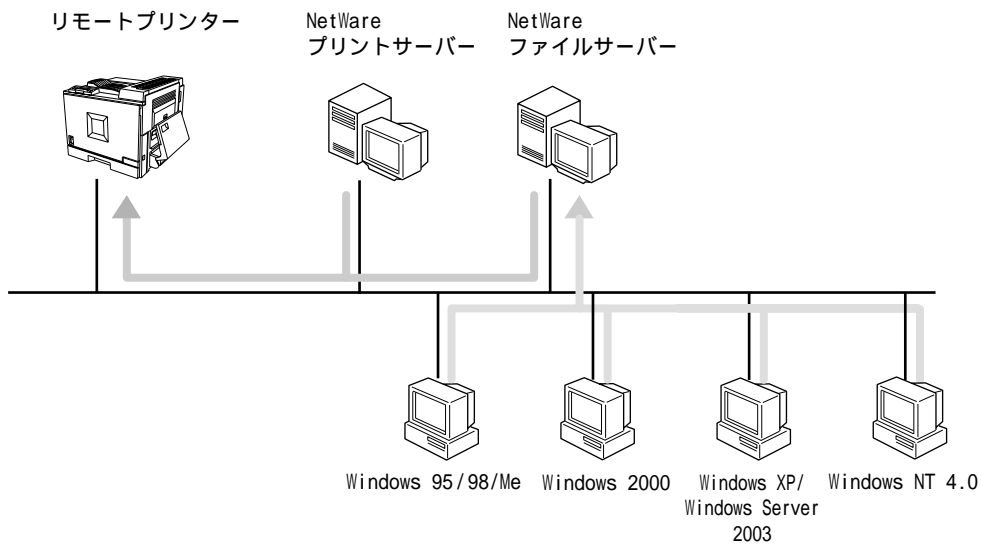 リモートプリンター
NetWare
プリントサーバー
NetWare
ファイルサーバー
Windows 95/98/Me
Windows 2000
Windows XP/
Windows Server
2003
Windows NT 4.0